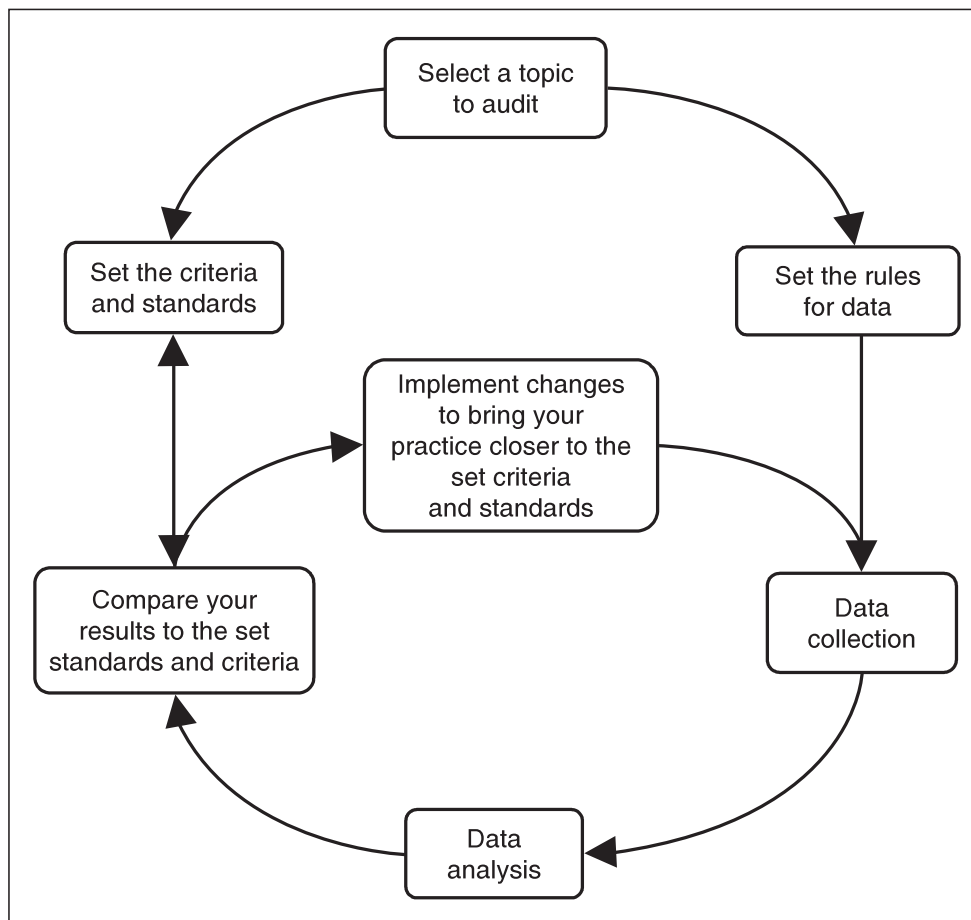 Select a topic
to audit
Set the criteria
and standards
Set the rules
for data
Implement changes
to bring your
practice closer to the
set criteria
and standards
Compare your
results to the set
standards and criteria
Data
collection
Data
analysis